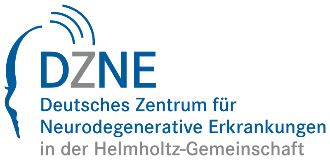 DZNE
Deutsches Zentrum für
Neurodegenerative Erkrankungen
in der Helmholtz-Gemeinschaft